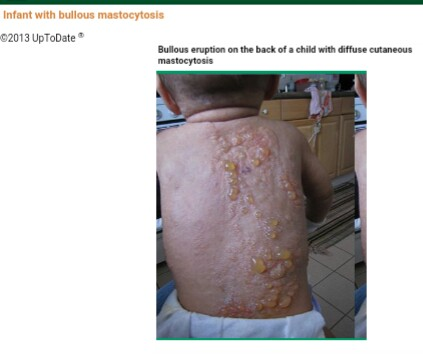 Infant with bullous mastocytosis
©2013 UpToDate ®
Bullous eruption on the back of a child with diffuse cutaneous
mastocytosis